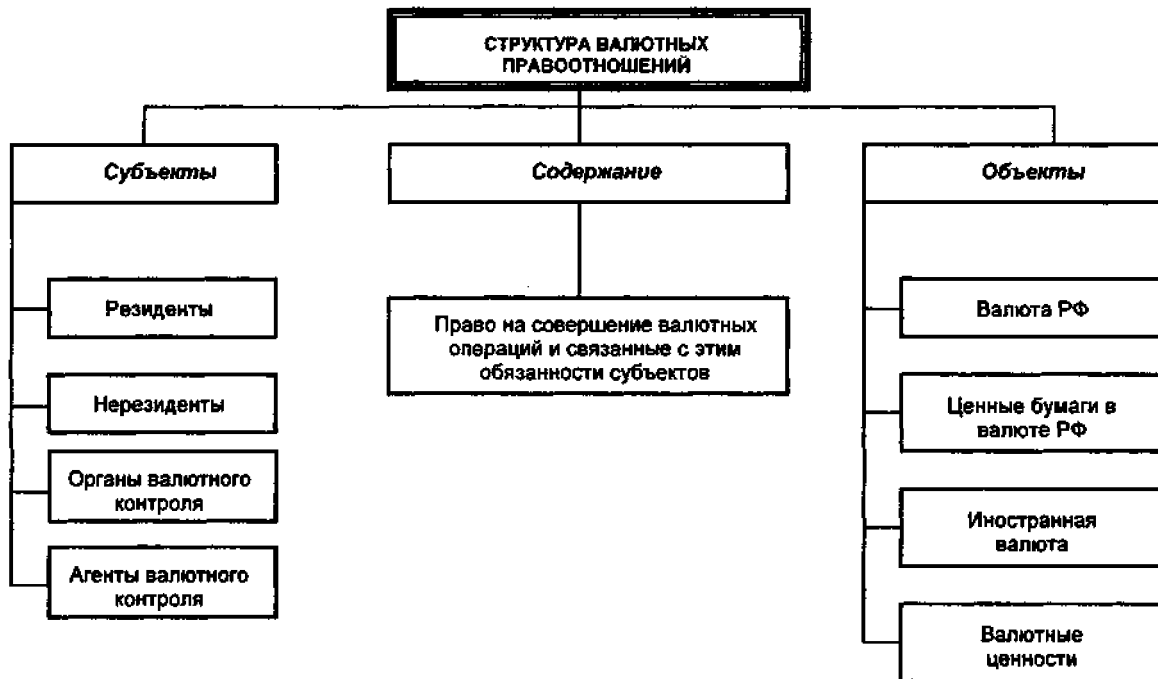 СТРУКТУРА ВАЛЮТНЫХ
ПРАВООТНОШЕНИЙ
Субъекты
Содержание
Объекты
Резиденты
Нерезиденты
Органы валютного
контроля
Агенты валютного
контроля
Право на совершение валютных
операций и связанные с этим
обязанности субъектов
Валюта РФ
Ценные бумаги в
валюте РФ
Иностранная
валюта
Валютные
ценности